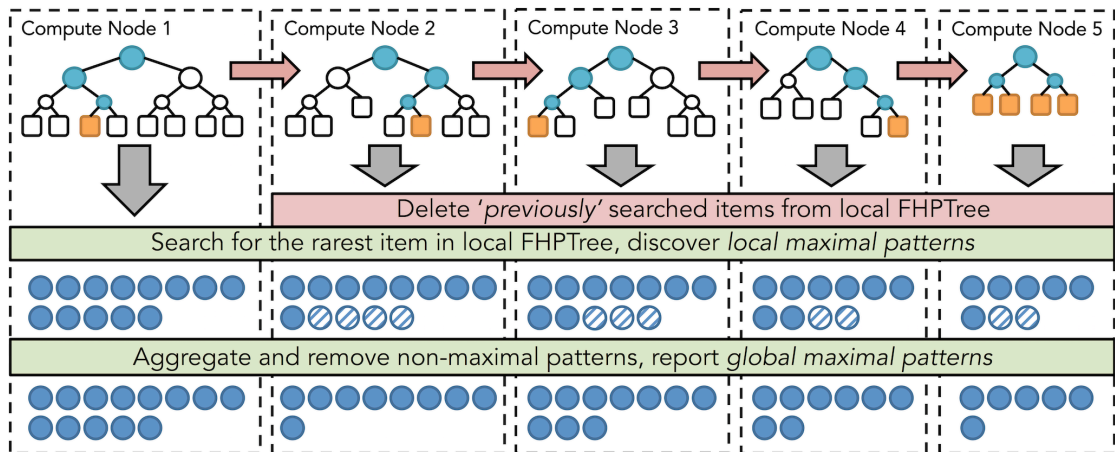 Compute Node 1
Compute Node 2
Compute Node 3
Compute Node 4
Compute Node 5
Delete ‘previously’ searched items from local FHPTree
Search for the rarest item in local FHPTree, discover local maximal patterns
Aggregate and remove non-maximal patterns, report global maximal patterns